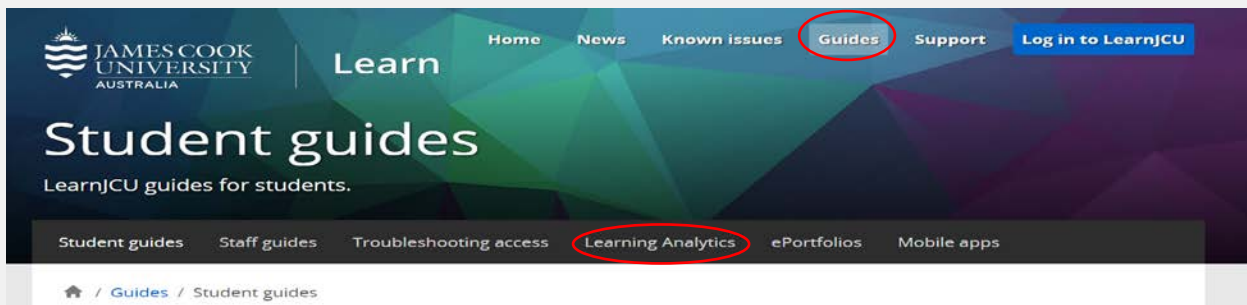 JAMES COOK
UNIVERSITY
AUSTRALIA
Learn
Home News Known issues Guides Support Log in to LearnJCU
Student guides
LearnJCU guides for students.
Student guides Staff guides Troubleshooting access Learning Analytics ePortfolios Mobile apps
/ Guides / Student guides